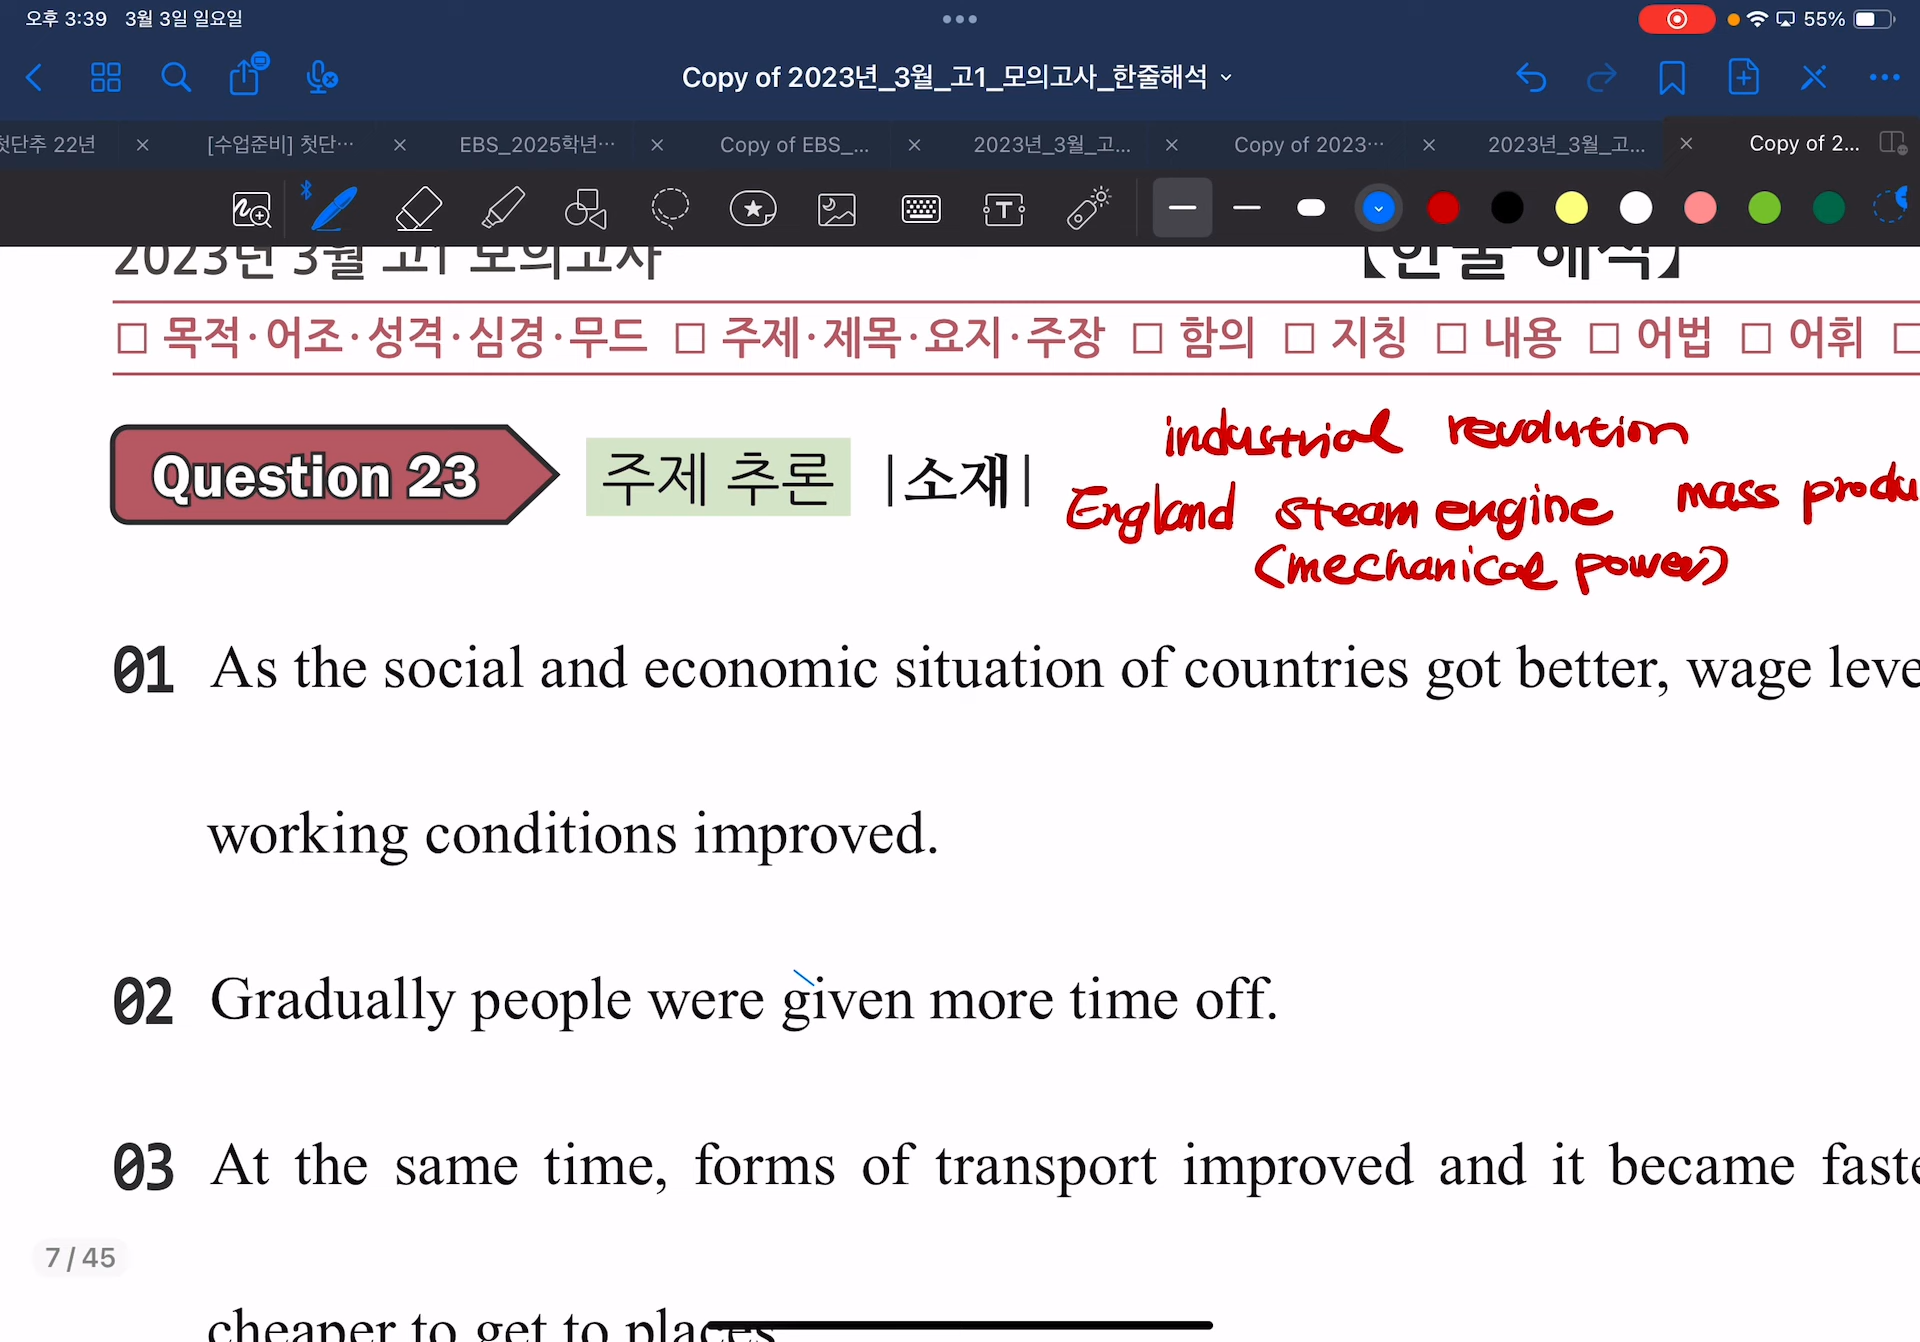 오후 3:39 3월 3일 일요일 55%
Copy of 2023년_3월_고1_모의고사_한줄해석
첫단추 22년 [수업준비] 첫단… EBS_2025학년… Copy of EBS_... 2023년_3월_고... Copy of 2023… 2023년_3월_고... Copy of 2...
2023년 3월 고1 모의고사 【한줄 해석】
□ 목적·어조·성격·심경·무드 □ 주제·제목·요지·주장 □ 함의 □ 지칭 □ 내용 □ 어법 □ 어휘 □
industrial revolution
Question 23 주제 추론 |소재|
England steam engine mass produ
(mechanical power)
01 As the social and economic situation of countries got better, wage leve
working conditions improved.
02 Gradually people were given more time off.
03 At the same time, forms of transport improved and it became faste
7 / 45
cheaper to get to places